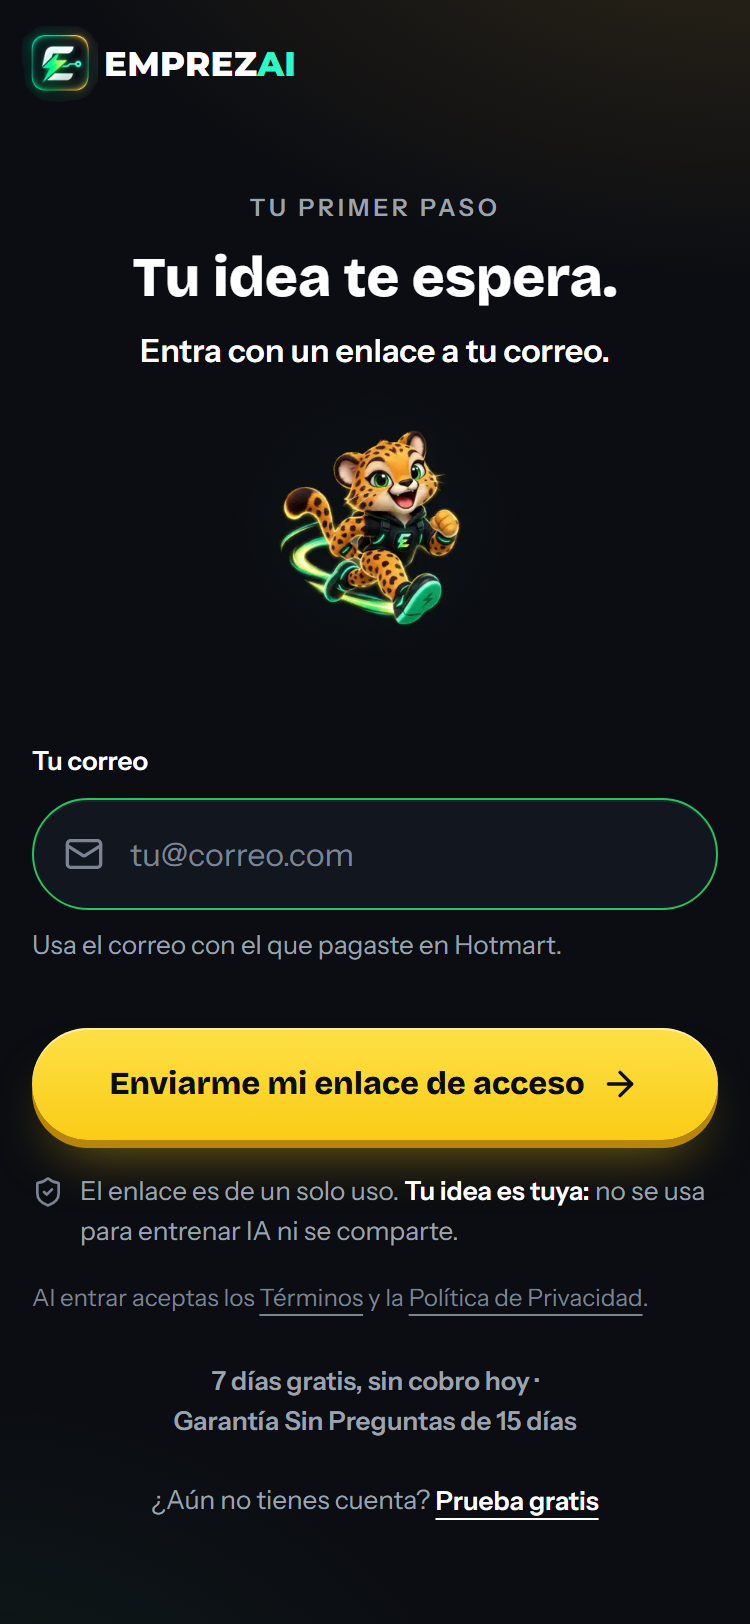 EMPREZAI
TU PRIMER PASO
Tu idea te espera.
Entra con un enlace a tu correo.
Tu correo
tu@correo.com
Usa el correo con el que pagaste en Hotmart.
Enviarme mi enlace de acceso →
El enlace es de un solo uso. Tu idea es tuya: no se usa
para entrenar IA ni se comparte.
Al entrar aceptas los Términos y la Política de Privacidad.
7 días gratis, sin cobro hoy ·
Garantía Sin Preguntas de 15 días
¿Aún no tienes cuenta? Prueba gratis